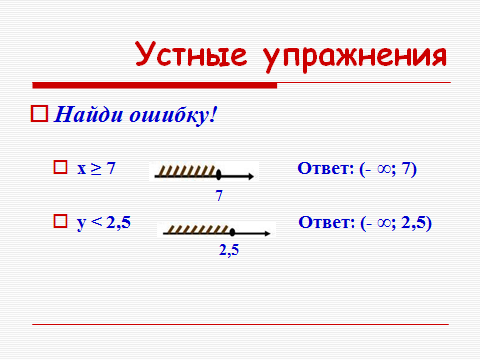 Устные упражнения
Найди ошибку!
x ≥ 7 Ответ: (- ∞; 7)
7
y < 2,5 Ответ: (- ∞; 2,5)
2,5